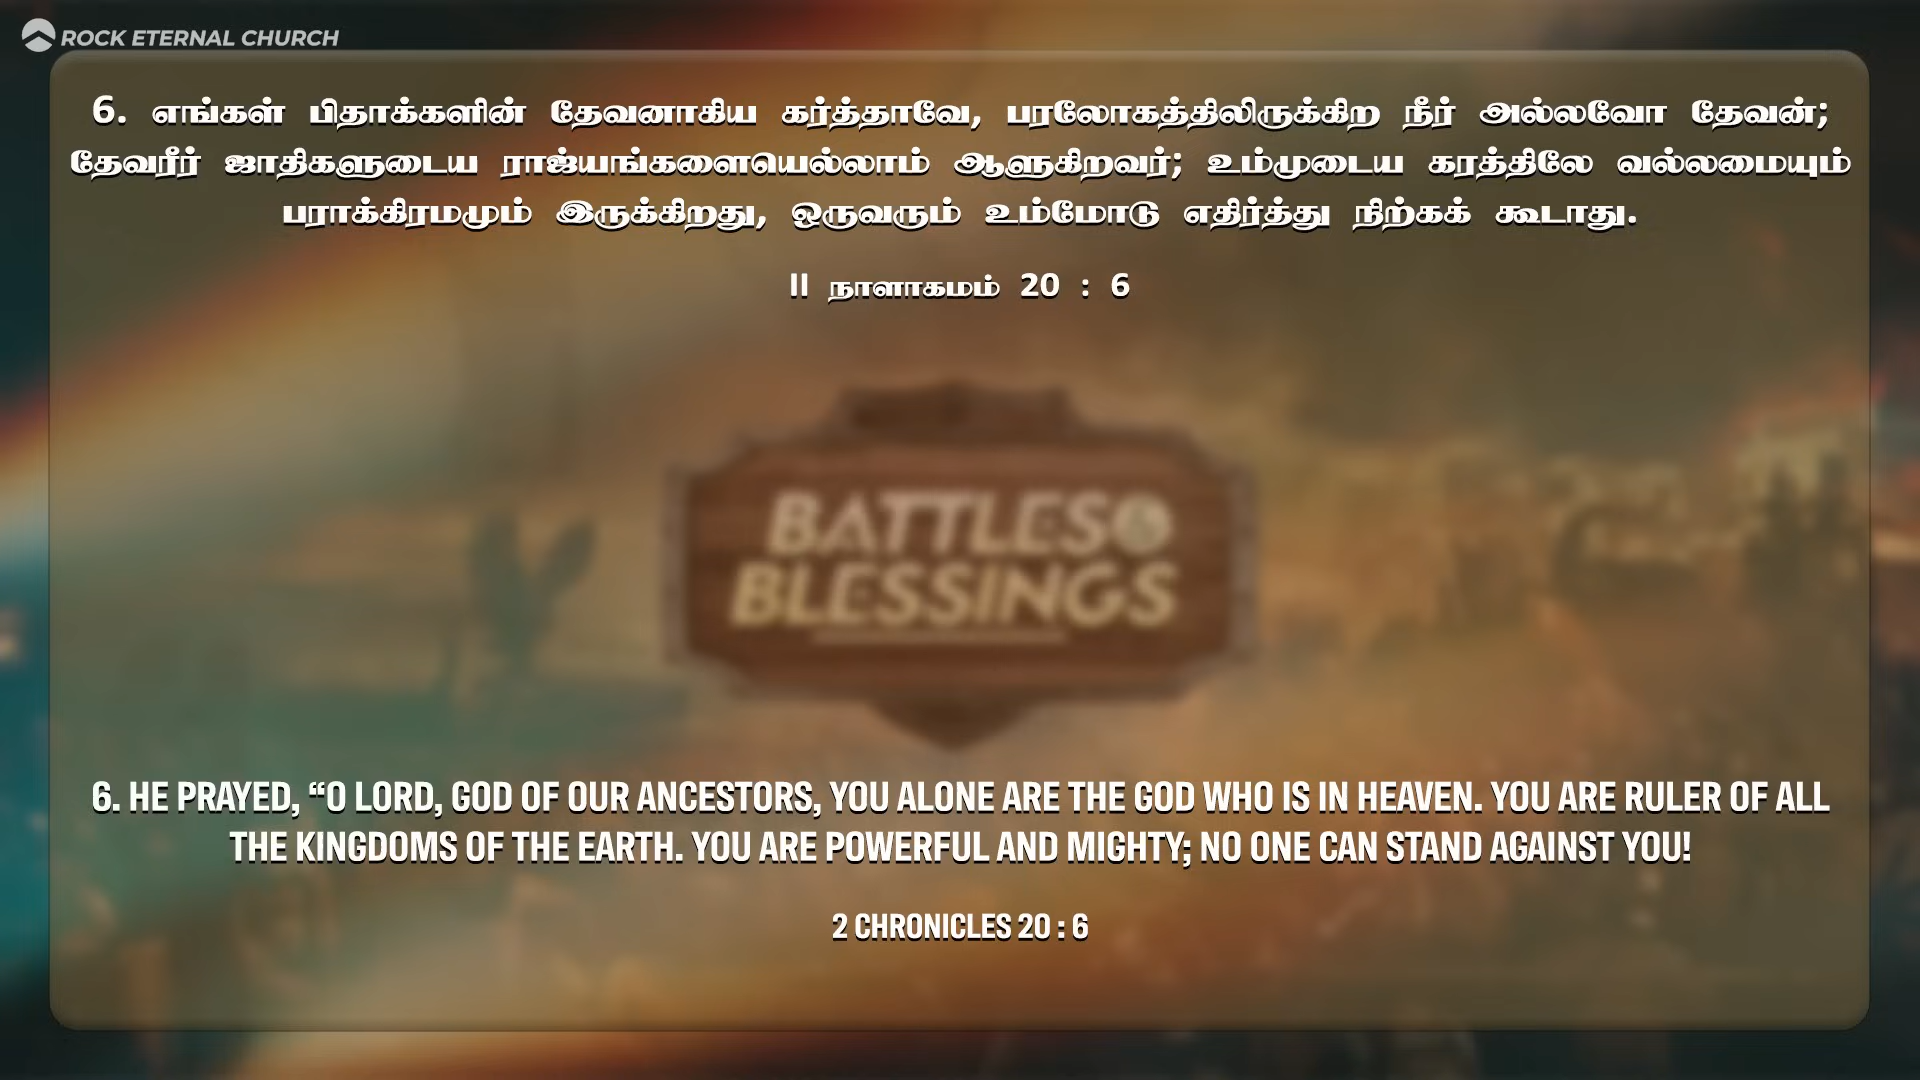 ROCK ETERNAL CHURCH
6. எங்கள் பிதாக்களின் தேவனாகிய கர்த்தாவே, பரலோகத்திலிருக்கிற நீர் அல்லவோ தேவன்;
தேவரீர் ஜாதிகளுடைய ராஜ்யங்களையெல்லாம் ஆளுகிறவர்; உம்முடைய கரத்திலே வல்லமையும்
பராக்கிரமமும் இருக்கிறது, ஒருவரும் உம்மோடு எதிர்த்து நிற்கக் கூடாது.
II நாளாகமம் 20 : 6
BATTLES &
BLESSINGS
6. HE PRAYED, “O LORD, GOD OF OUR ANCESTORS, YOU ALONE ARE THE GOD WHO IS IN HEAVEN. YOU ARE RULER OF ALL
THE KINGDOMS OF THE EARTH. YOU ARE POWERFUL AND MIGHTY; NO ONE CAN STAND AGAINST YOU!
2 CHRONICLES 20 : 6